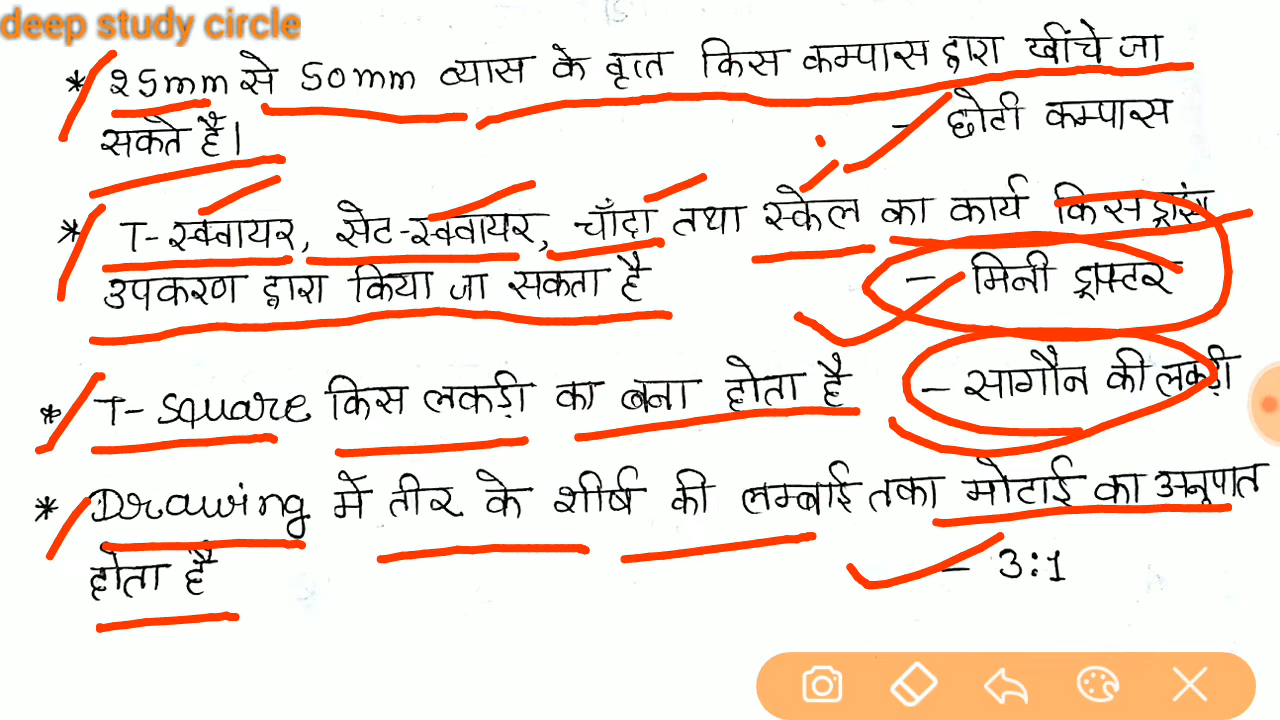 deep study circle
* 25mm से 50mm व्यास के वृत्त किस कम्पास द्वारा खींचे जा
सकते है। - छोटी कम्पास
* T-स्क्वायर, सेट-स्क्वायर, चाँदा तथा स्केल का कार्य किस ड्राइंग
उपकरण द्वारा किया जा सकता है - मिनी ड्राफ्टर
* T-square किस लकड़ी का बना होता है - सागौन की लकड़ी
* Drawing में तीर के शीर्ष की लम्बाई तका मोटाई का अनुपात
होता है - 3:1